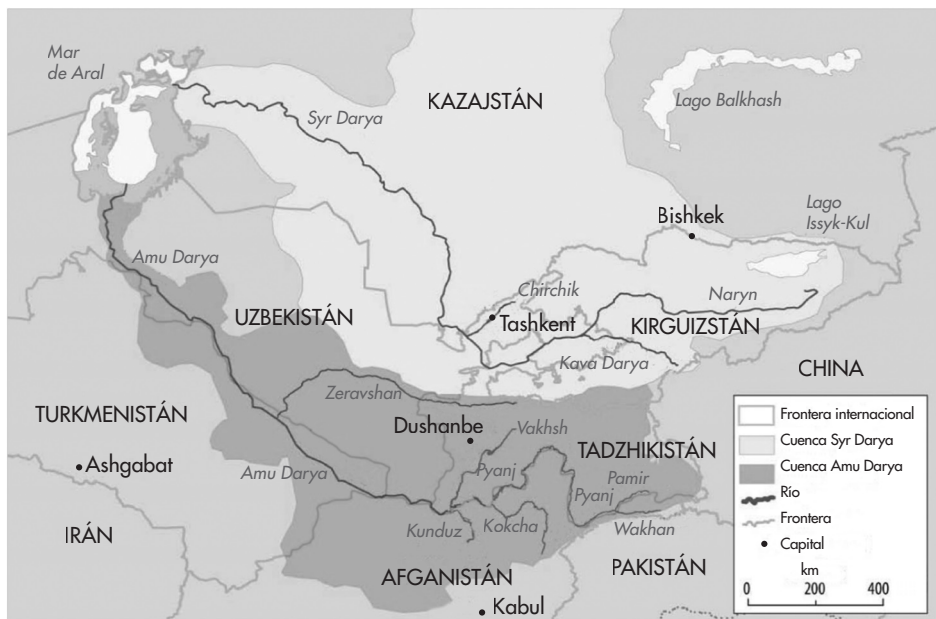 Mar
de Aral
KAZAJSTÁN
Lago Balkhash
Syr Darya
Lago
Issyk-Kul
Bishkek
Amu Darya
Chirchik
Naryn
Tashkent
UZBEKISTÁN
KIRGUIZSTÁN
Kava Darya
CHINA
Zeravshan
TURKMENISTÁN
Dushanbe
Vakhsh
TADZHIKISTÁN
Ashgabat
Amu Darya
Pyanj
Pyanj
Pamir
Kunduz
Kokcha
Wakhan
IRÁN
AFGANISTÁN
PAKISTÁN
Kabul
Frontera internacional
Cuenca Syr Darya
Cuenca Amu Darya
Río
Frontera
Capital
km
0 200 400